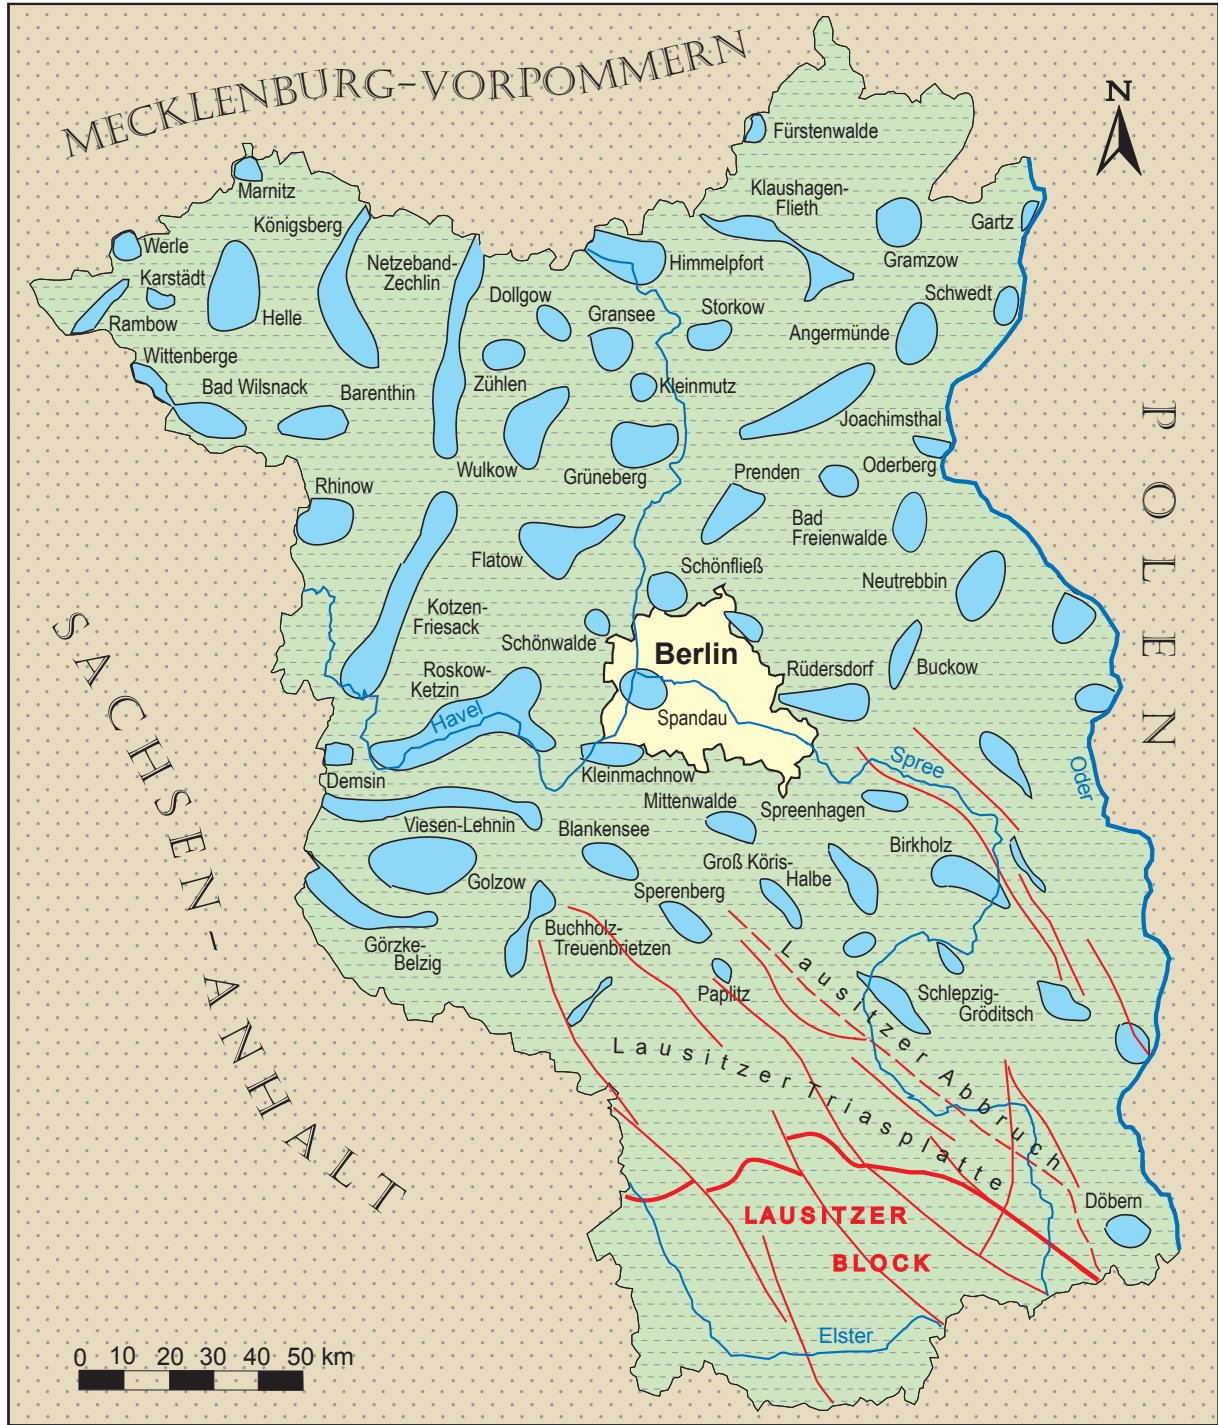 MECKLENBURG-VORPOMMERN
N
Fürstenwalde
Marnitz
Klaushagen-
Flieth
Königsberg
Gartz
Werle
Netzeband-
Zechlin
Himmelpfort
Gramzow
Karstädt
Dollgow
Schwedt
Rambow
Helle
Gransee
Storkow
Angermünde
Wittenberge
Bad Wilsnack
Barenthin
Zühlen
Kleinmutz
Joachimsthal
POLEN
Wulkow
Grüneberg
Prenden
Oderberg
Rhinow
Bad
Freienwalde
Flatow
Schönfließ
Neutrebbin
Kotzen-
Friesack
Schönwalde
Berlin
SACHSEN-ANHALT
Roskow-
Ketzin
Rüdersdorf
Buckow
Havel
Spandau
Spree
Oder
Demsin
Kleinmachnow
Mittenwalde
Spreenhagen
Viesen-Lehnin
Blankensee
Birkholz
Groß Köris-
Halbe
Golzow
Sperenberg
Buchholz-
Treuenbrietzen
Görzke-
Belzig
Paplitz
Schlepzig-
Gröditsch
Lausitzer Abbruch
Lausitzer Triasplatte
Döbern
LAUSITZER
BLOCK
Elster
0 10 20 30 40 50 km